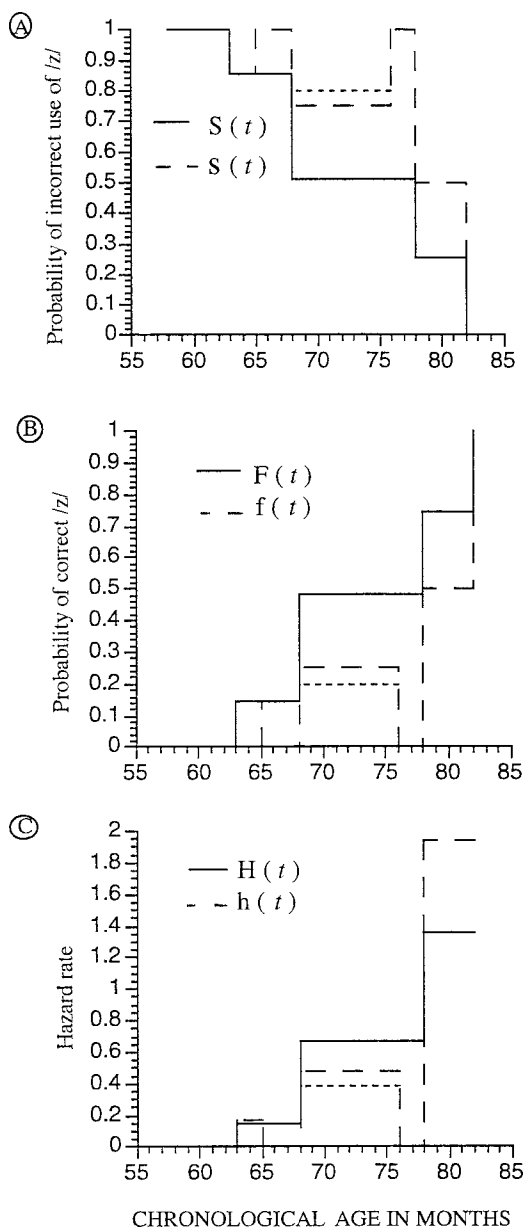 A
Probability of incorrect use of /z/
1
0.9
0.8
0.7
0.6
0.5
0.4
0.3
0.2
0.1
0
S (t)
S (t)
55 60 65 70 75 80 85
B
Probability of correct /z/
1
0.9
0.8
0.7
0.6
0.5
0.4
0.3
0.2
0.1
0
F (t)
f (t)
55 60 65 70 75 80 85
C
Hazard rate
2
1.8
1.6
1.4
1.2
1
0.8
0.6
0.4
0.2
0
H (t)
h (t)
55 60 65 70 75 80 85
CHRONOLOGICAL AGE IN MONTHS